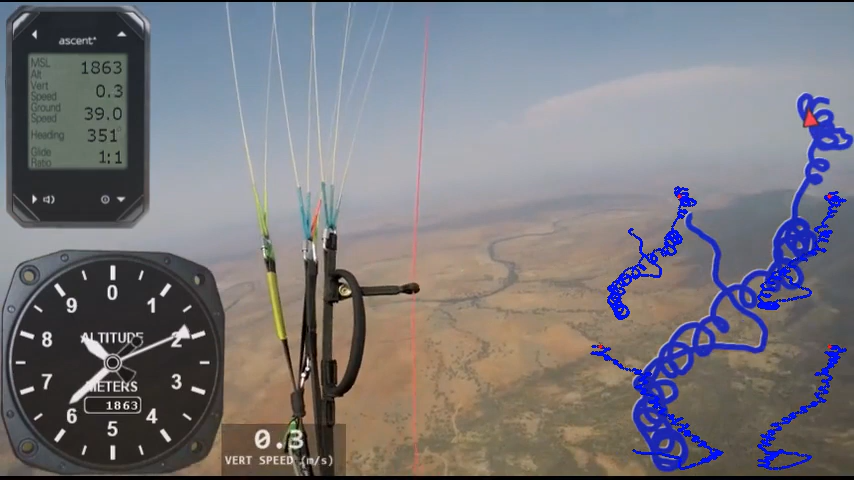 ascent+
MSL Alt 1863
Vert Speed 0.3
Ground Speed 39.0
Heading 351°
Glide Ratio 1:1
0
9 1
8 ALTITUDE 2
7 3
METERS
6 1863 4
5
0.3
VERT SPEED (m/s)